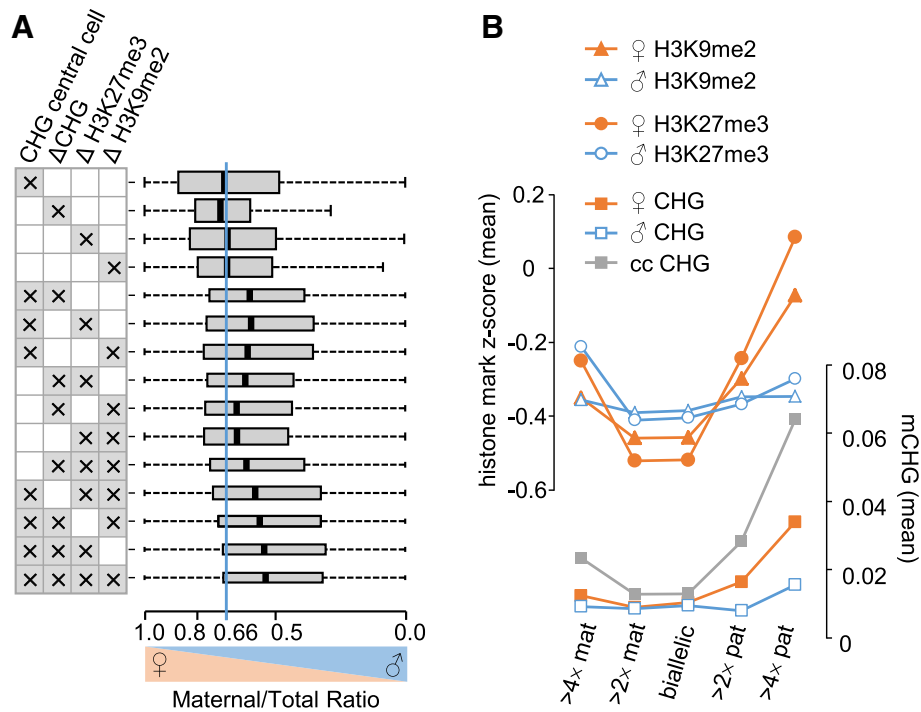 A
CHG central cell
ΔCHG
Δ H3K27me3
Δ H3K9me2
×
×
×
×
× ×
× ×
× ×
× ×
× ×
× ×
× × ×
× × ×
× × ×
× × ×
× × × ×
1.0 0.8 0.66 0.5 0.0
♀ ♂
Maternal/Total Ratio
B
♀ H3K9me2
♂ H3K9me2
♀ H3K27me3
♂ H3K27me3
♀ CHG
♂ CHG
cc CHG
histone mark z-score (mean)
0.2
0
-0.2
-0.4
-0.6
0.08
0.06
0.04
0.02
0
mCHG (mean)
>4× mat
>2× mat
biallelic
>2× pat
>4× pat